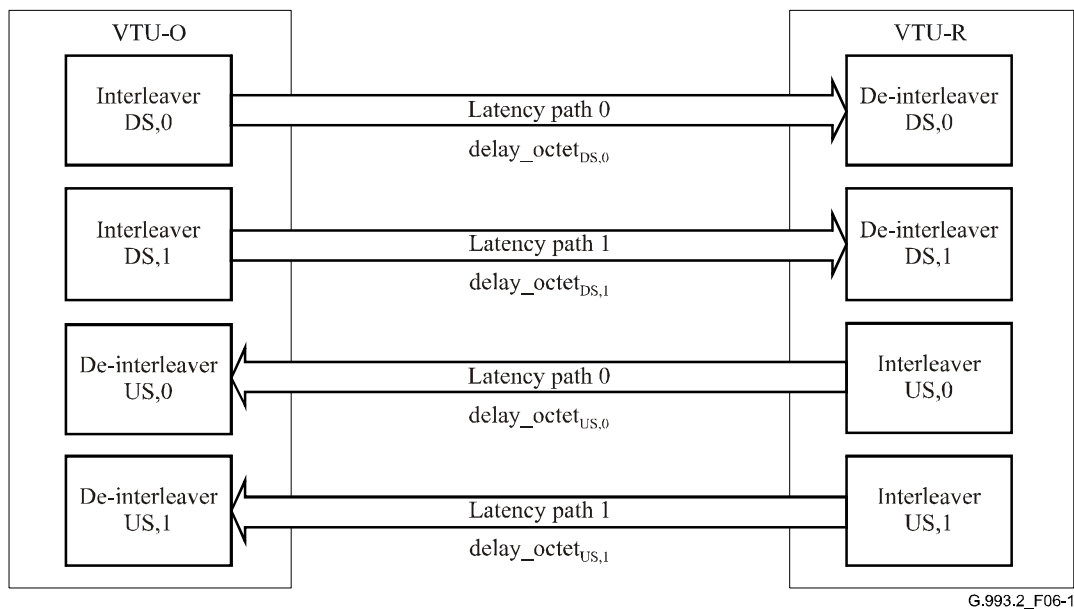 VTU-O
VTU-R
Interleaver
DS,0
Latency path 0
delay_octetDS,0
De-interleaver
DS,0
Interleaver
DS,1
Latency path 1
delay_octetDS,1
De-interleaver
DS,1
De-interleaver
US,0
Latency path 0
delay_octetUS,0
Interleaver
US,0
De-interleaver
US,1
Latency path 1
delay_octetUS,1
Interleaver
US,1
G.993.2_F06-1